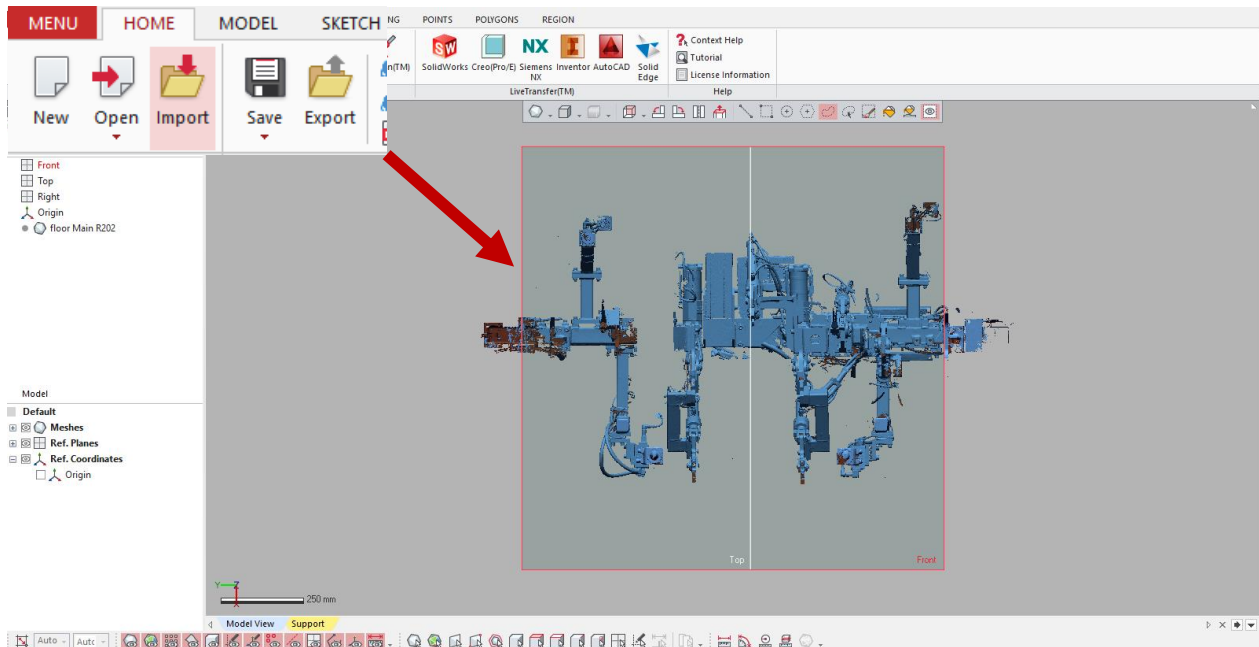 MENU HOME MODEL SKETCH NG POINTS POLYGONS REGION
New Open Import Save Export
n(TM) SolidWorks Creo(Pro/E) Siemens NX Inventor AutoCAD Solid Edge
Context Help
Tutorial
License Information
LiveTransfer(TM) Help
Front
Top
Right
Origin
floor Main R202
Model
Default
Meshes
Ref. Planes
Ref. Coordinates
Origin
Top Front
Y Z
250 mm
Model View Support
Auto Autc